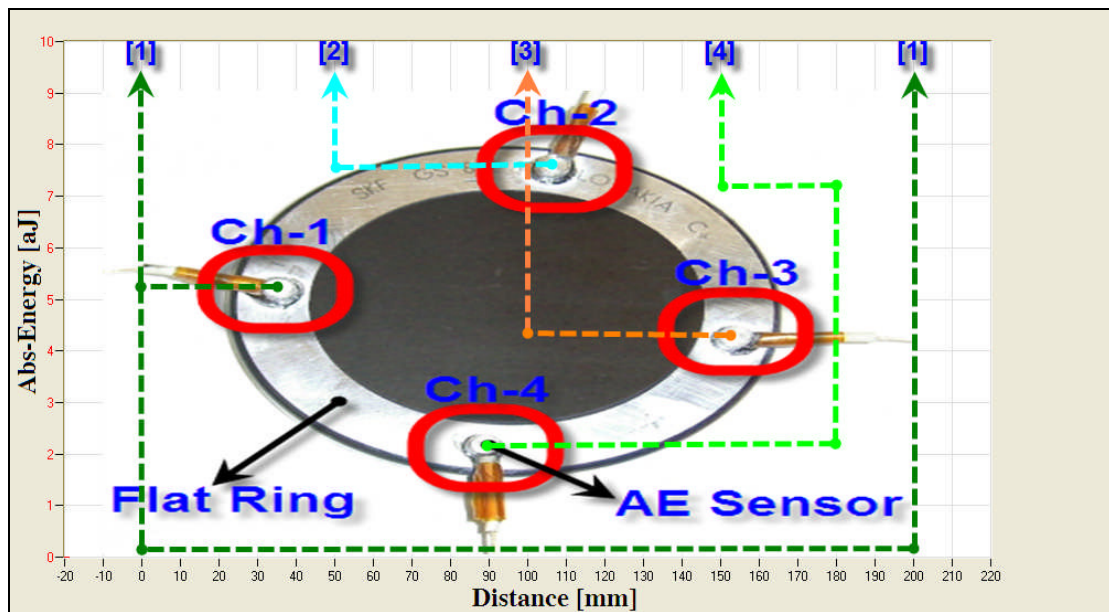 [1] [2] [3] [4] [1]
10
9
8
7
6
5
4
3
2
1
0
Abs-Energy [aJ]
Ch-2
SKF GS
Ch-1
Ch-3
Ch-4
Flat Ring
AE Sensor
-20 -10 0 10 20 30 40 50 60 70 80 90 100 110 120 130 140 150 160 170 180 190 200 210 220
Distance [mm]